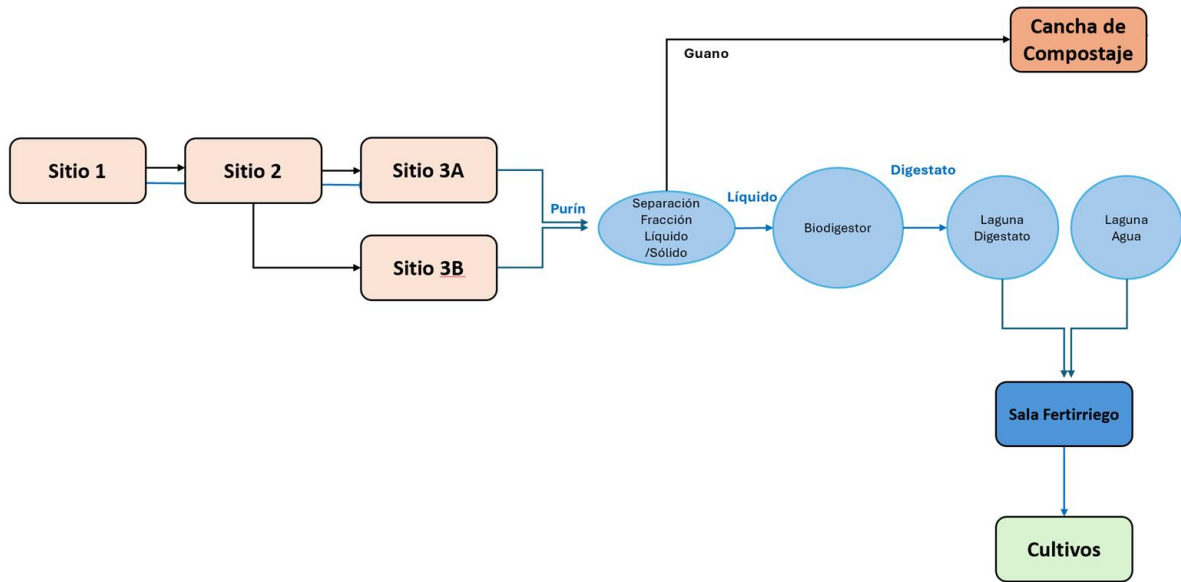 Cancha de
Compostaje
Guano
Sitio 1
Sitio 2
Sitio 3A
Purín
Sitio 3B
Separación
Fracción
Líquido
/Sólido
Líquido
Biodigestor
Digestato
Laguna
Digestato
Laguna
Agua
Sala Fertirriego
Cultivos